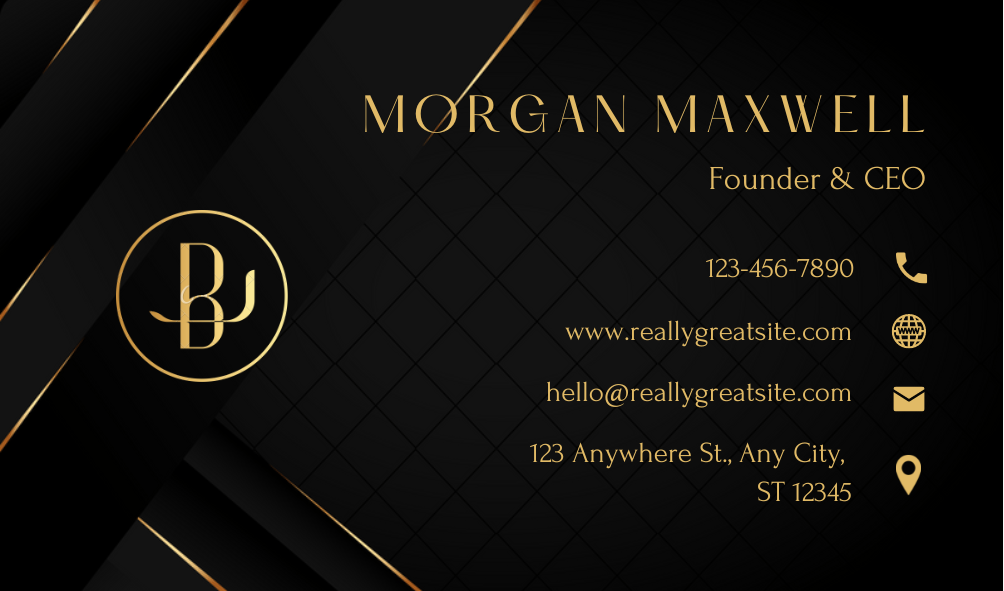 MORGAN MAXWELL
Founder & CEO
123-456-7890
www.reallygreatsite.com
hello@reallygreatsite.com
123 Anywhere St., Any City,
ST 12345